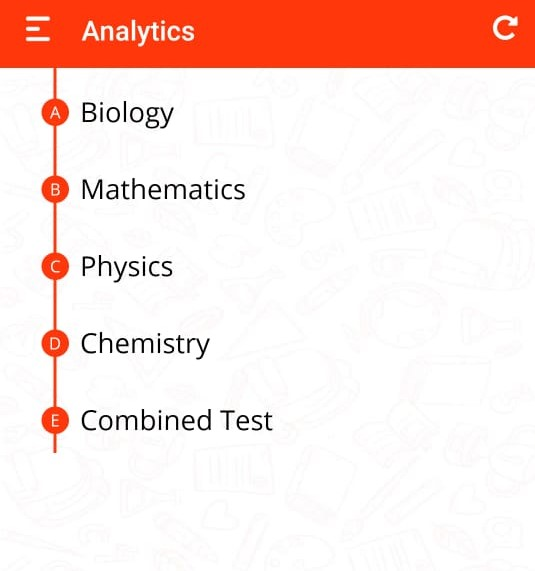 Analytics
A Biology
B Mathematics
C Physics
D Chemistry
E Combined Test